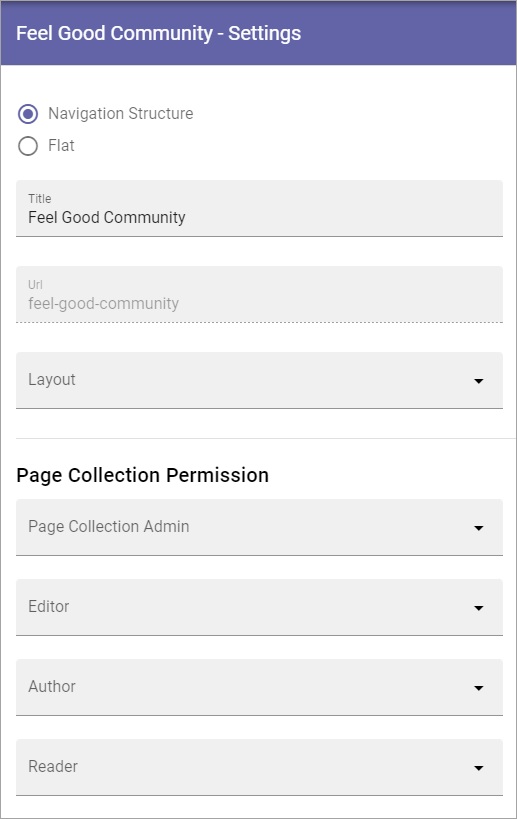 Feel Good Community - Settings
Navigation Structure
Flat
Title
Feel Good Community
Url
feel-good-community
Layout
Page Collection Permission
Page Collection Admin
Editor
Author
Reader